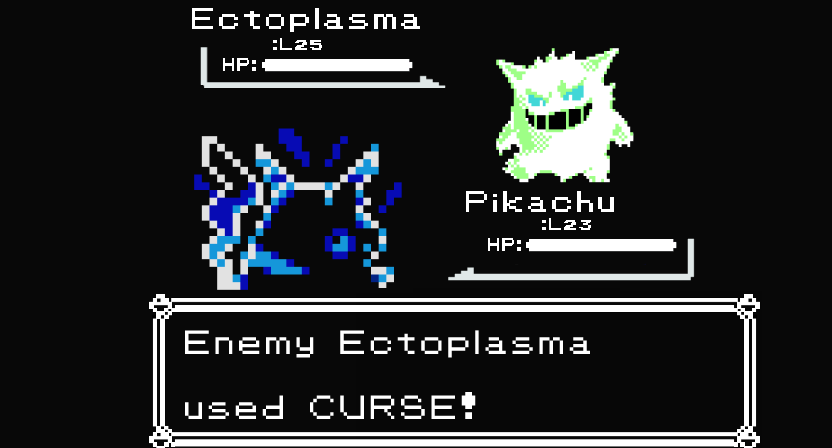 Ectoplasma
:L25
HP:
Pikachu
:L23
HP:
Enemy Ectoplasma
used CURSE!